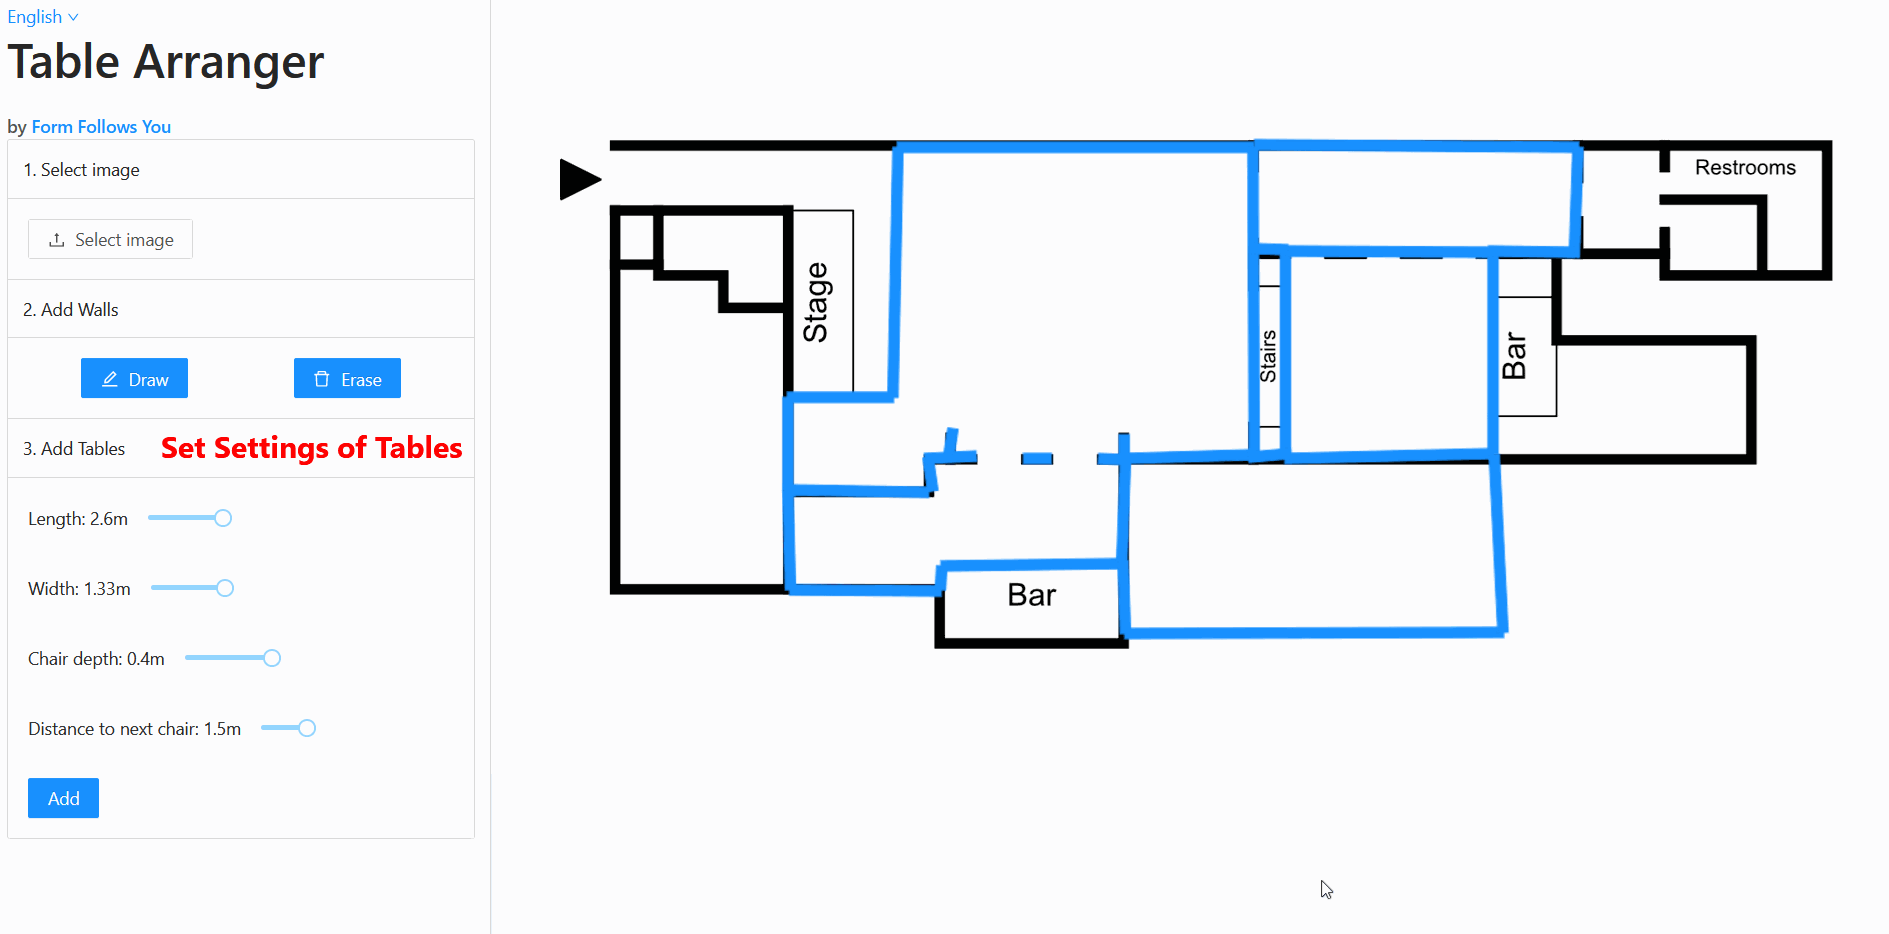 English
Table Arranger
by Form Follows You
1. Select image
Select image
2. Add Walls
Draw
Erase
3. Add Tables
Set Settings of Tables
Length: 2.6m
Width: 1.33m
Chair depth: 0.4m
Distance to next chair: 1.5m
Add
Restrooms
Stage
Stairs
Bar
Bar